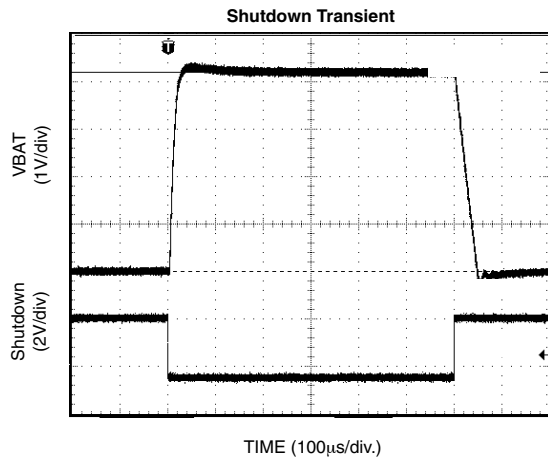 Shutdown Transient
T
VBAT
(1V/div)
Shutdown
(2V/div)
TIME (100µs/div.)